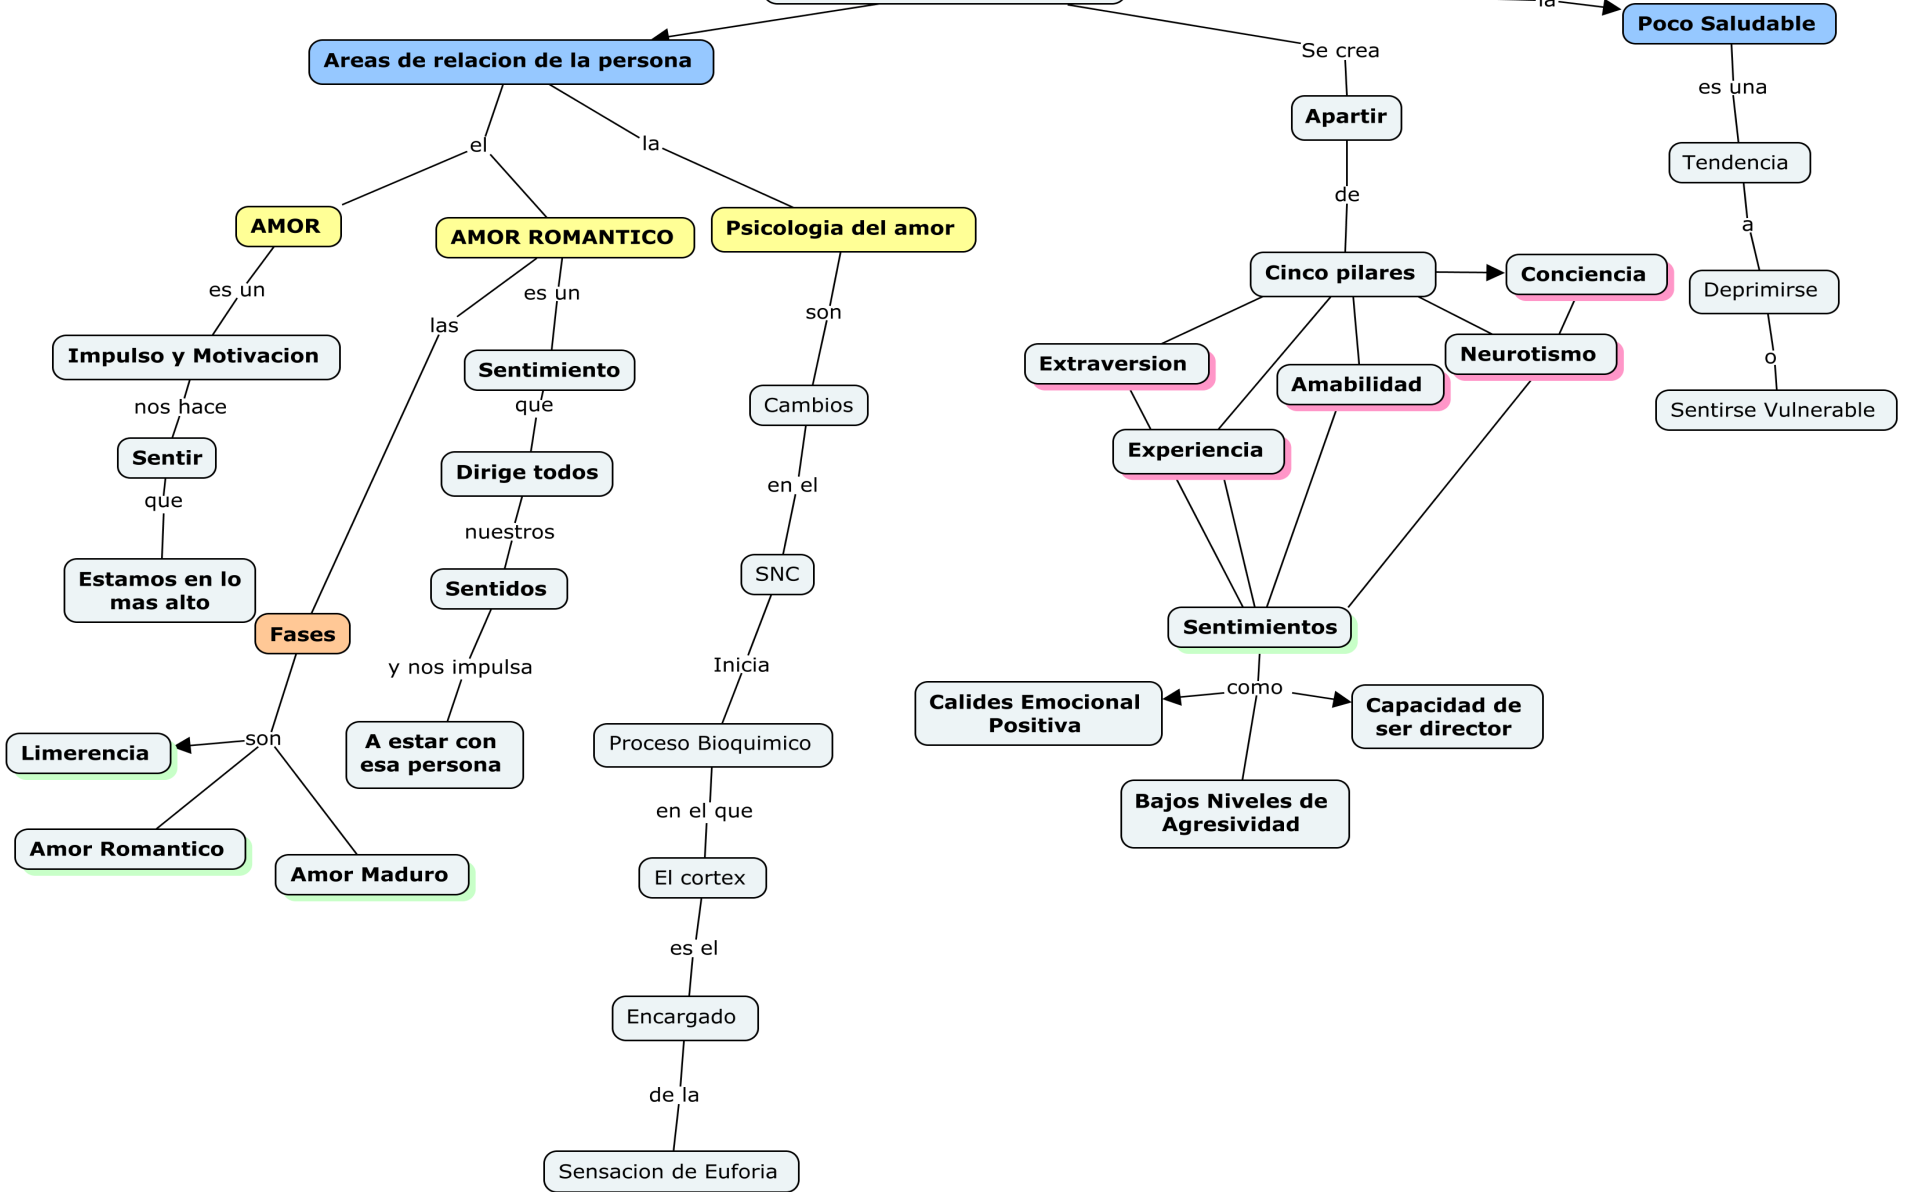 la
Poco Saludable
Areas de relacion de la persona
Se crea
es una
Apartir
el
la
Tendencia
de
AMOR
AMOR ROMANTICO
Psicologia del amor
a
Cinco pilares
Conciencia
es un
es un
Deprimirse
son
las
Impulso y Motivacion
Sentimiento
Extraversion
Amabilidad
Neurotismo
o
nos hace
que
Cambios
Sentirse Vulnerable
Sentir
Dirige todos
Experiencia
que
en el
nuestros
Estamos en lo
mas alto
Sentidos
SNC
Fases
Sentimientos
y nos impulsa
Inicia
como
Calides Emocional
Positiva
Capacidad de
ser director
Limerencia
son
A estar con
esa persona
Proceso Bioquimico
en el que
Bajos Niveles de
Agresividad
Amor Romantico
Amor Maduro
El cortex
es el
Encargado
de la
Sensacion de Euforia